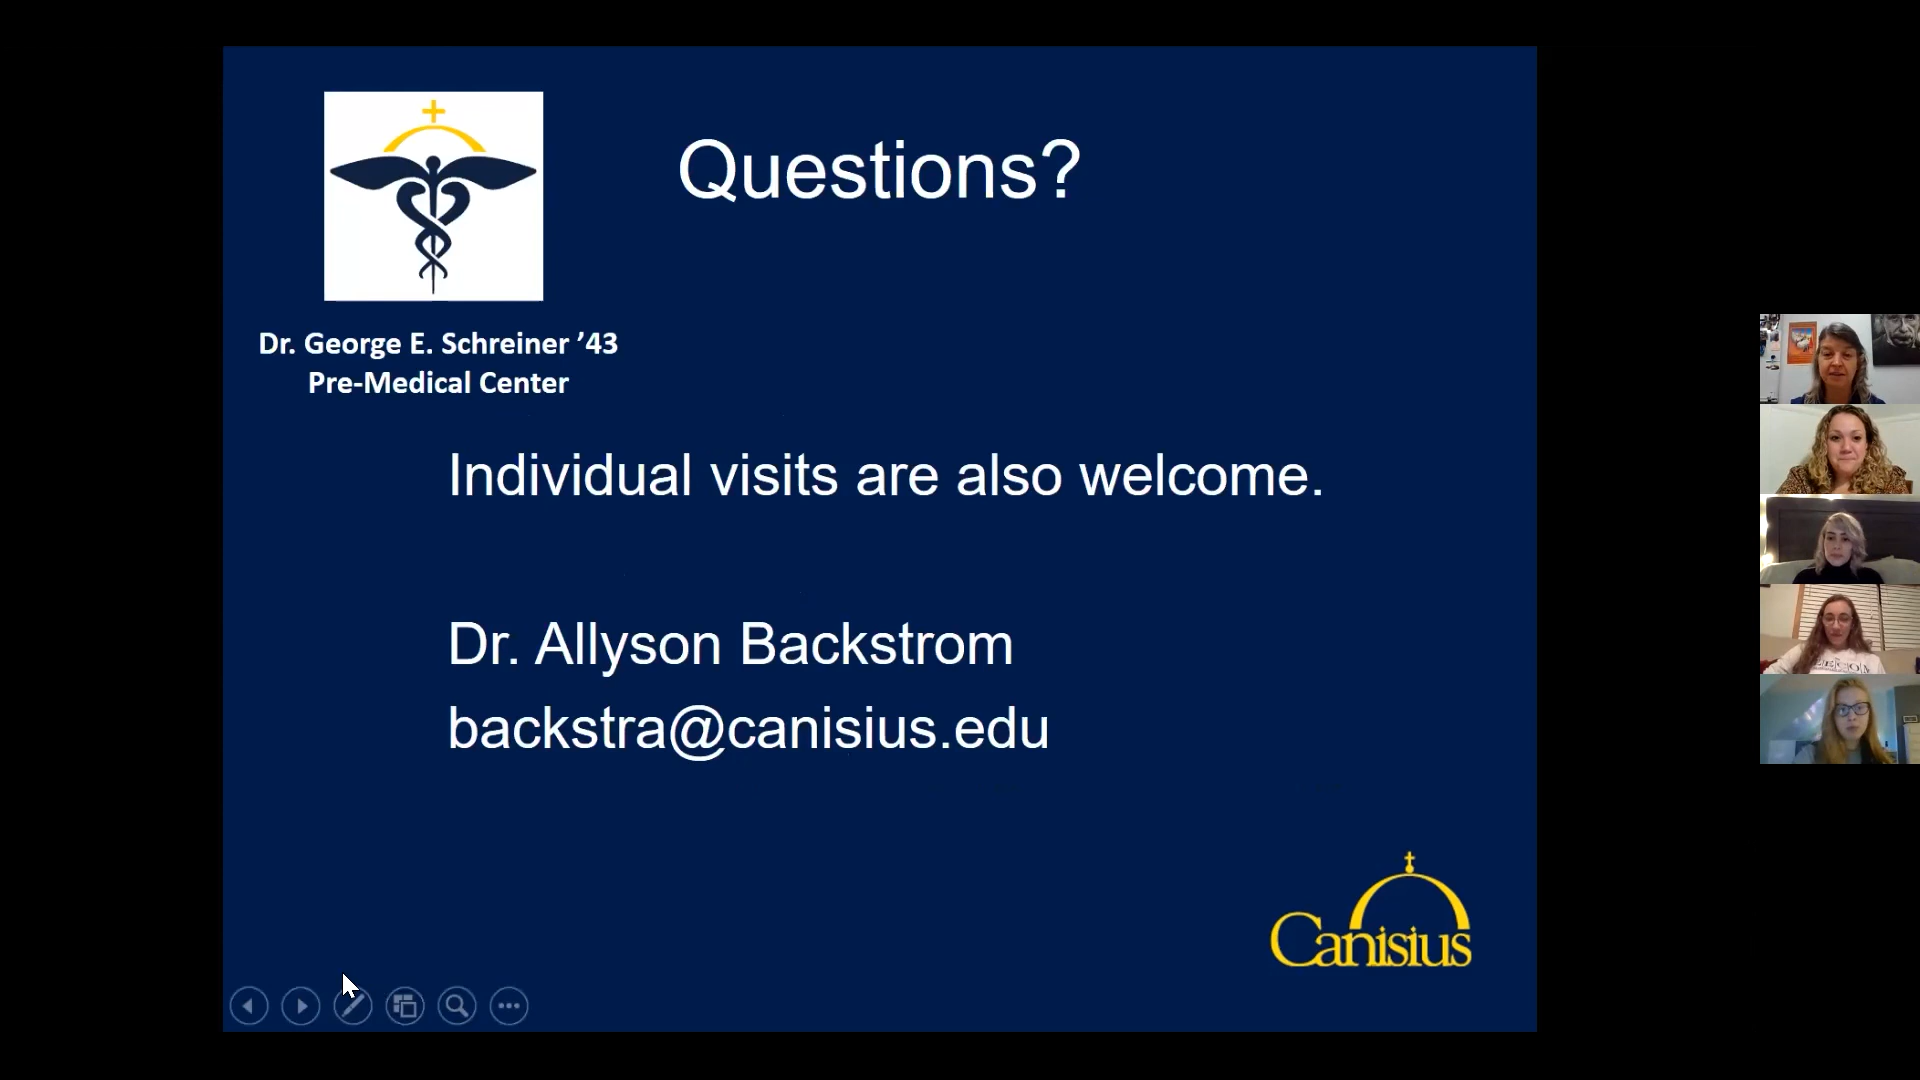 Questions?
Dr. George E. Schreiner ’43
Pre-Medical Center
Individual visits are also welcome.
Dr. Allyson Backstrom
backstra@canisius.edu
Canisius